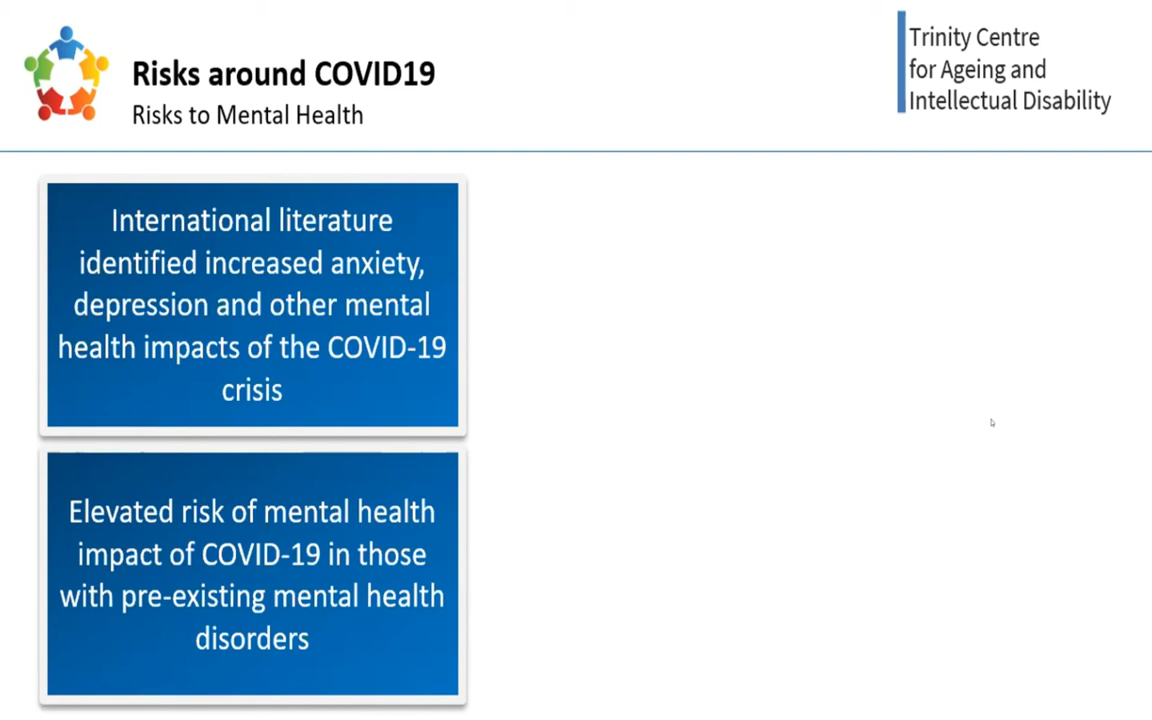 Risks around COVID19
Risks to Mental Health
Trinity Centre
for Ageing and
Intellectual Disability
International literature
identified increased anxiety,
depression and other mental
health impacts of the COVID-19
crisis
Elevated risk of mental health
impact of COVID-19 in those
with pre-existing mental health
disorders